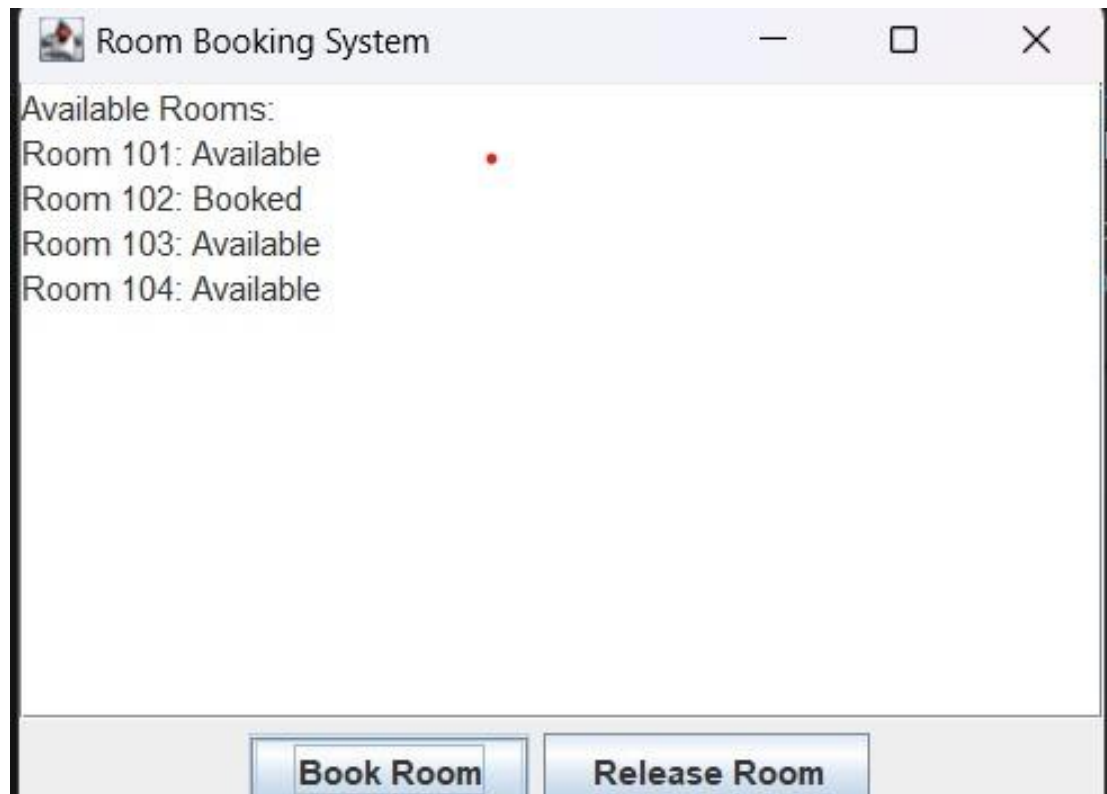 Room Booking System
Available Rooms:
Room 101: Available
Room 102: Booked
Room 103: Available
Room 104: Available
Book Room Release Room